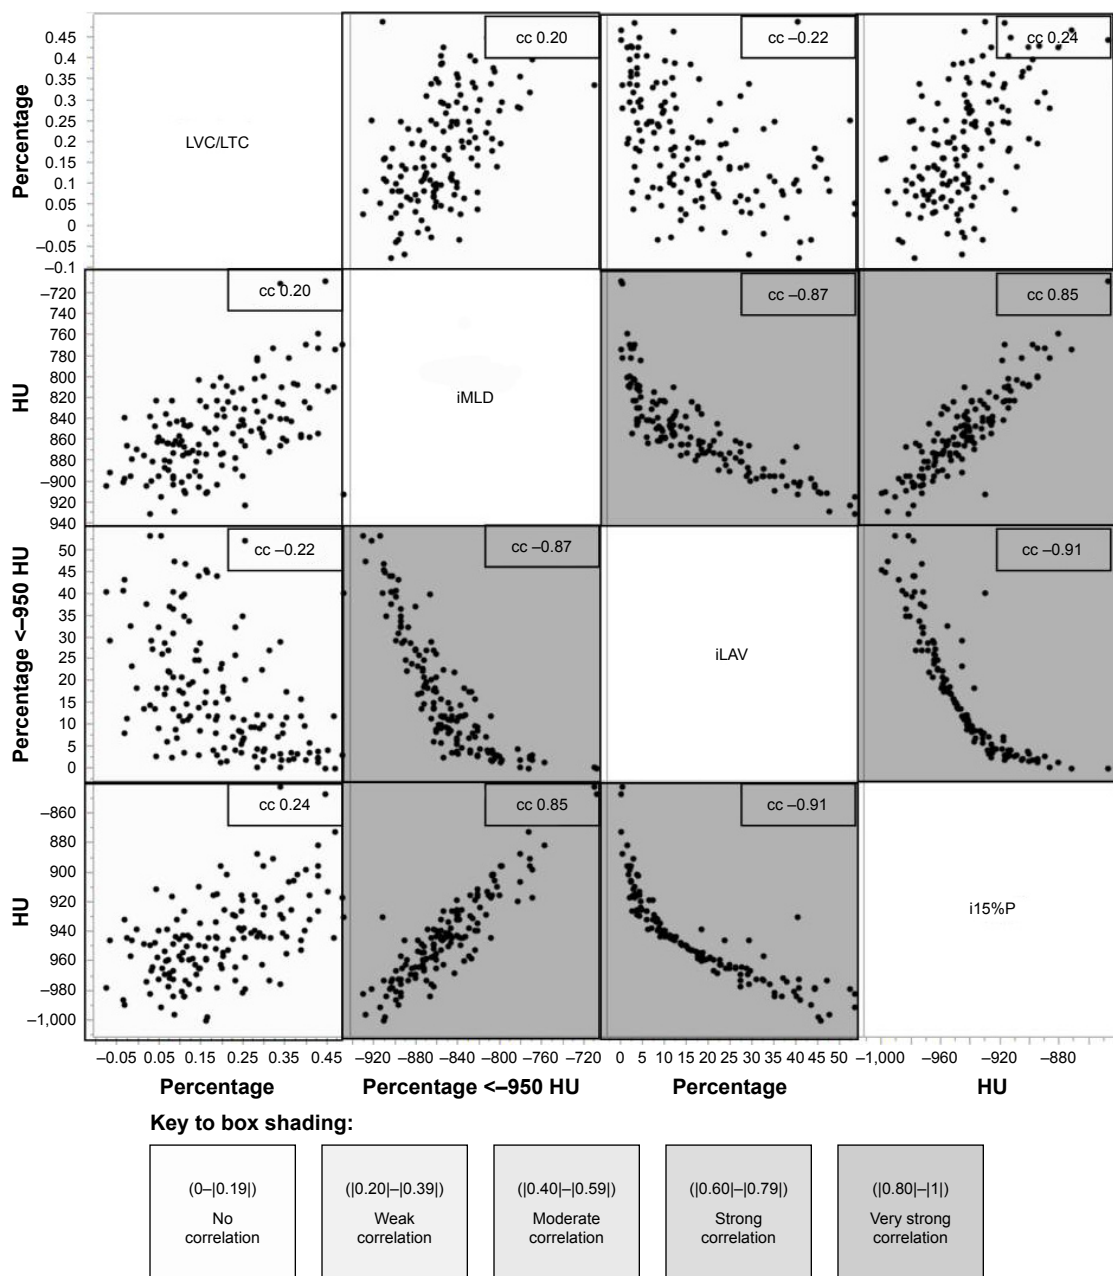 Percentage
0.45
0.4
0.35
0.3
0.25
0.2
0.15
0.1
0.05
0
–0.05
–0.1
LVC/LTC
cc 0.20
cc –0.22
cc 0.24
HU
–720
760
780
800
820
840
860
880
–900
920
940
cc 0.20
iMLD
cc –0.87
cc 0.85
Percentage <–950 HU
50
45
40
35
30
25
20
15
10
5
0
cc –0.22
cc –0.87
iLAV
cc –0.91
HU
–860
880
900
920
940
960
–980
–1,000
cc 0.24
cc 0.85
cc –0.91
i15%P
–0.05 0.05 0.15 0.25 0.35 0.45
–920 –880 –840 –800 –760 –720
0 5 10 15 20 25 30 35 40 45 50
–1,000 –960 –920 –880
Percentage
Percentage <–950 HU
Percentage
HU
Key to box shading:
(0–|0.19|)
No
correlation
(|0.20|–|0.39|)
Weak
correlation
(|0.40|–|0.59|)
Moderate
correlation
(|0.60|–|0.79|)
Strong
correlation
(|0.80|–|1|)
Very strong
correlation